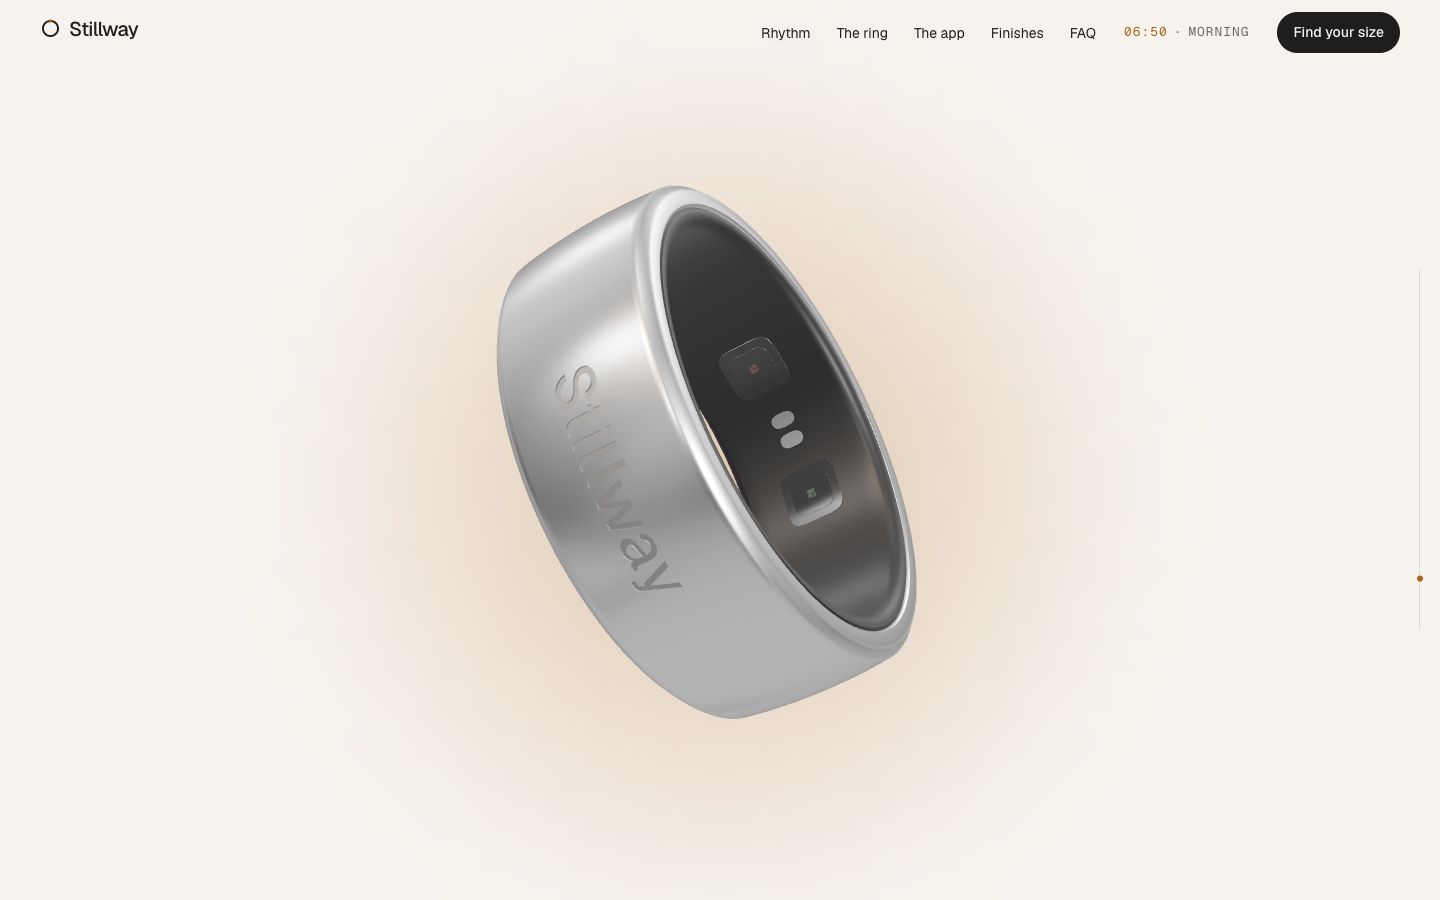 Stillway
Rhythm
The ring
The app
Finishes
FAQ
06:50 · MORNING
Find your size
Stillway